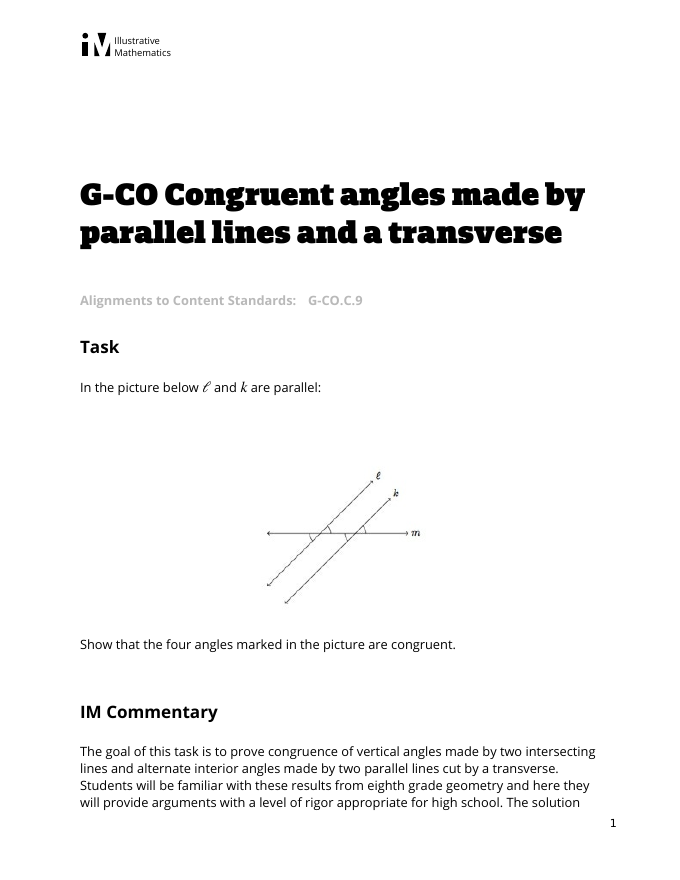 Illustrative
Mathematics
G-CO Congruent angles made by
parallel lines and a transverse
Alignments to Content Standards: G-CO.C.9
Task
In the picture below ℓ and k are parallel:
ℓ
k
m
Show that the four angles marked in the picture are congruent.
IM Commentary
The goal of this task is to prove congruence of vertical angles made by two intersecting
lines and alternate interior angles made by two parallel lines cut by a transverse.
Students will be familiar with these results from eighth grade geometry and here they
will provide arguments with a level of rigor appropriate for high school. The solution
1